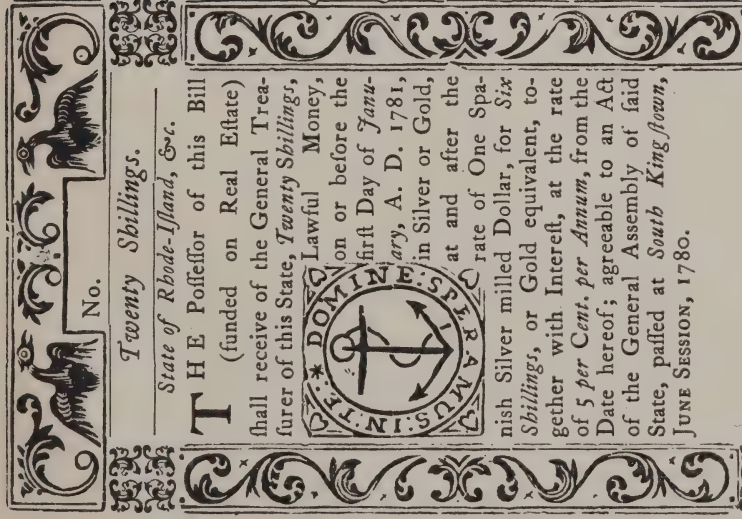 No.
Twenty Shillings.
State of Rhode-Iſland, &c.
THE Poſſeſſor of this Bill
(funded on Real Eſtate)
ſhall receive of the General Trea-
ſurer of this State, Twenty Shillings,
Lawful Money,
on or before the
firſt Day of Janu-
ary, A. D. 1781,
in Silver or Gold,
at and after the
rate of One Spa-
* DOMINE: SPERAMUS: IN: TE:
niſh Silver milled Dollar, for Six
Shillings, or Gold equivalent, to-
gether with Intereſt, at the rate
of 5 per Cent. per Annum, from the
Date hereof; agreeable to an Act
of the General Aſſembly of ſaid
State, paſſed at South Kingſtown,
JUNE SESSION, 1780.